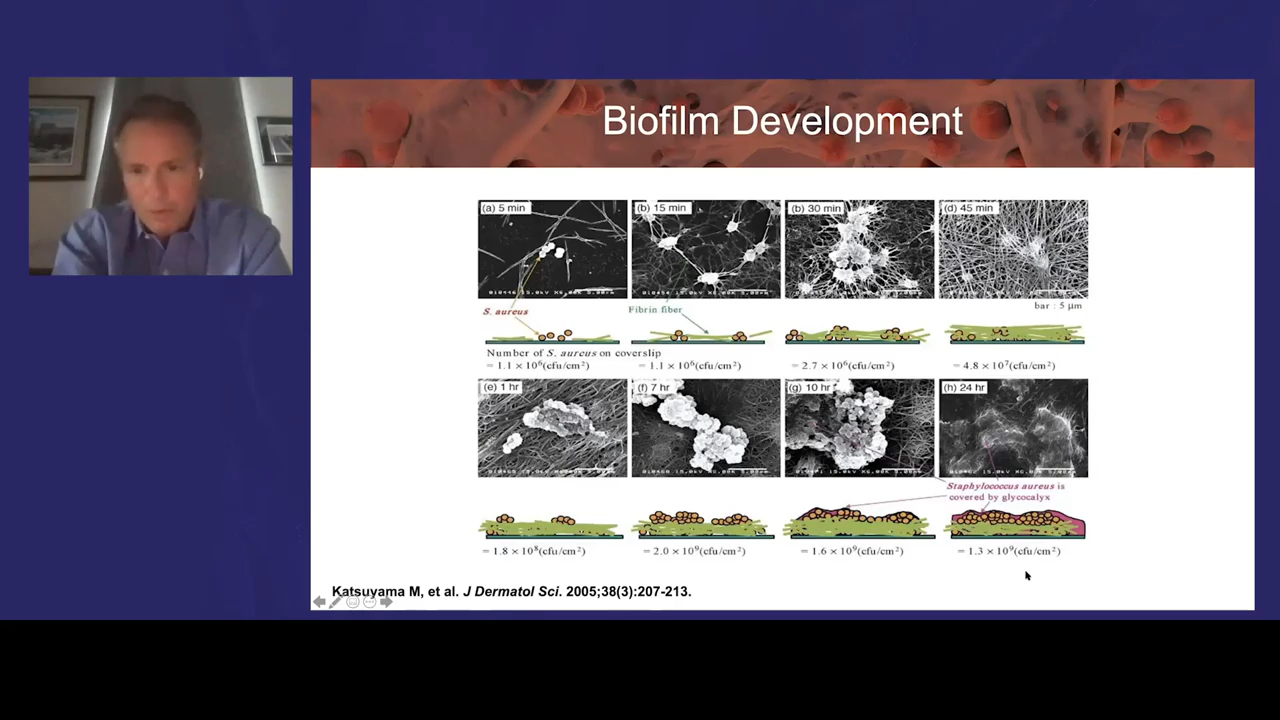 Biofilm Development
(a) 5 min
(b) 15 min
(b) 30 min
(d) 45 min
bar : 5 μm
S. aureus
Fibrin fiber
Number of S. aureus on coverslip
= 1.1 × 10⁶(cfu/cm²)
= 1.1 × 10⁶(cfu/cm²)
= 2.7 × 10⁶(cfu/cm²)
= 4.8 × 10⁷(cfu/cm²)
(e) 1 hr
(f) 7 hr
(g) 10 hr
(h) 24 hr
Staphylococcus aureus is
covered by glycocalyx
= 1.8 × 10⁸(cfu/cm²)
= 2.0 × 10⁹(cfu/cm²)
= 1.6 × 10⁹(cfu/cm²)
= 1.3 × 10⁹(cfu/cm²)
Katsuyama M, et al. J Dermatol Sci. 2005;38(3):207-213.